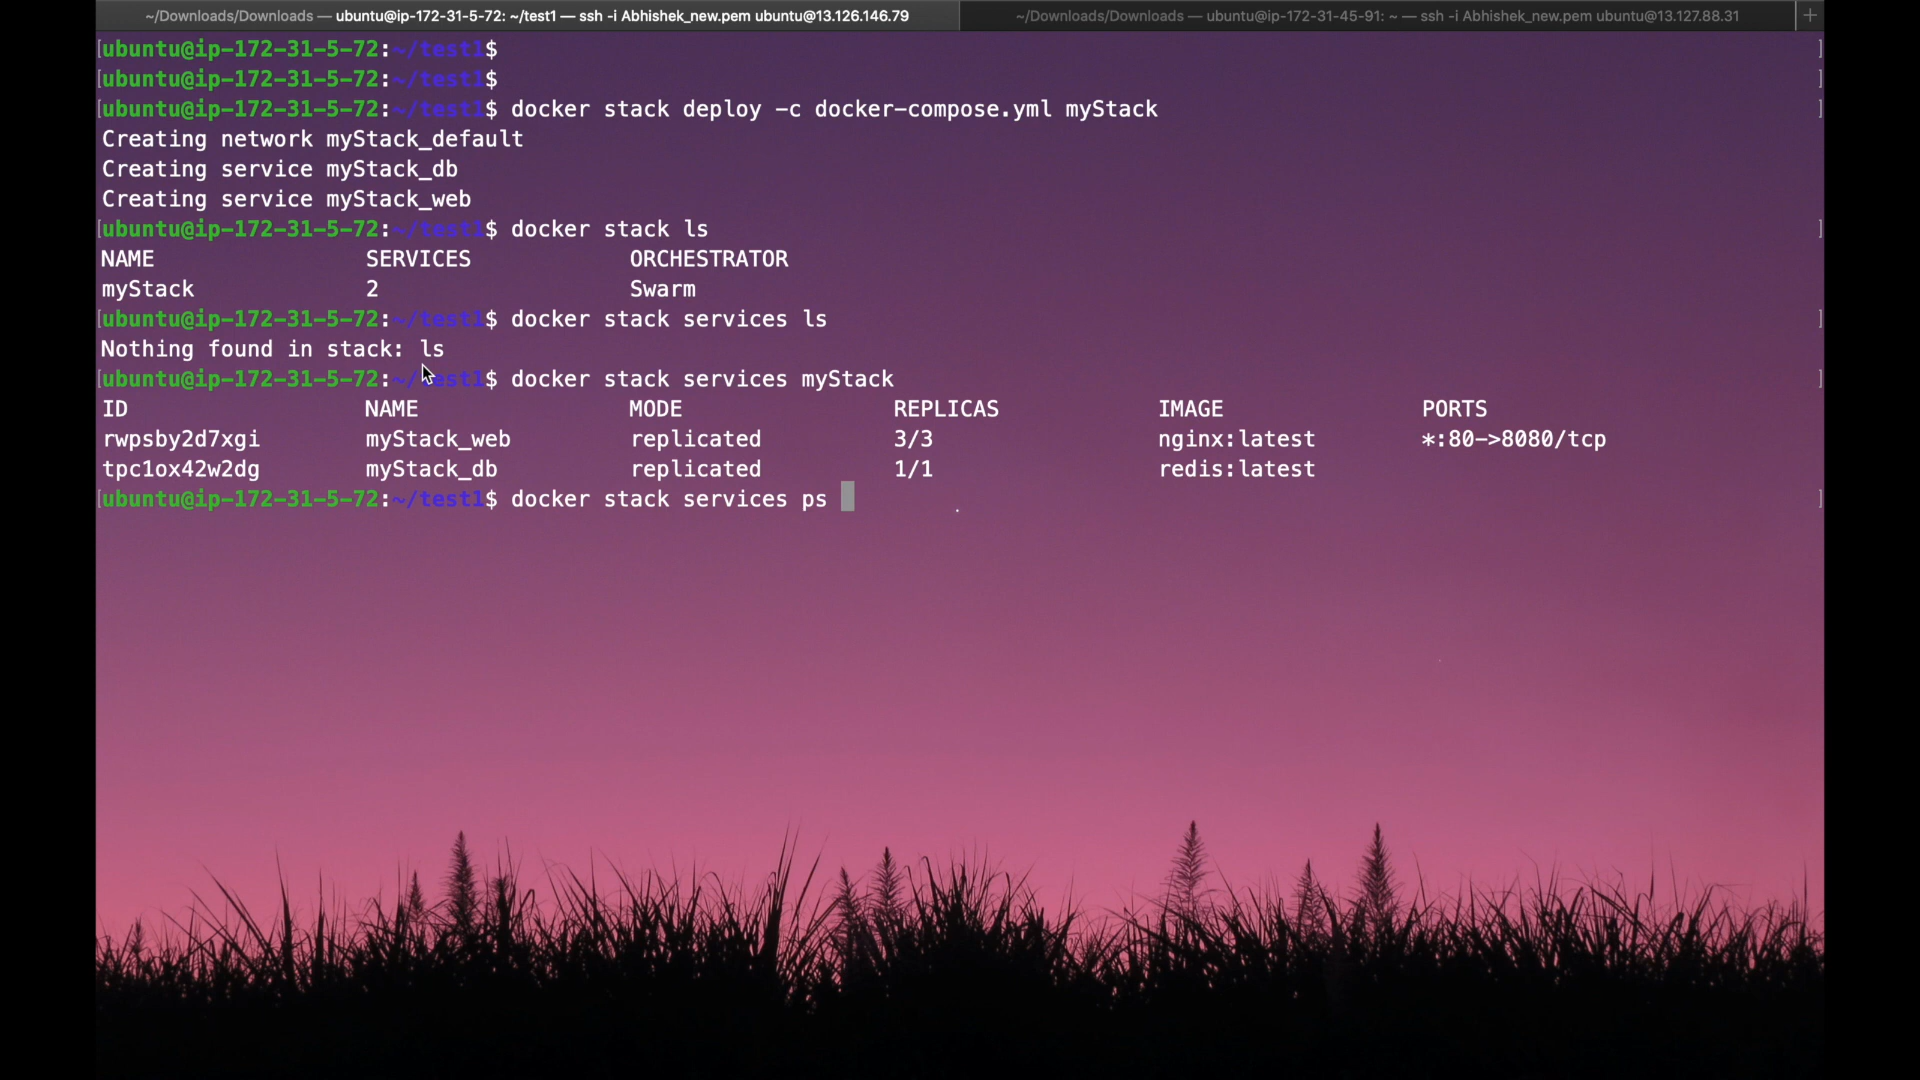 ~/Downloads/Downloads — ubuntu@ip-172-31-5-72: ~/test1 — ssh -i Abhishek_new.pem ubuntu@13.126.146.79
~/Downloads/Downloads — ubuntu@ip-172-31-45-91: ~ — ssh -i Abhishek_new.pem ubuntu@13.127.88.31 +
[ubuntu@ip-172-31-5-72:~/test1$ ]
[ubuntu@ip-172-31-5-72:~/test1$ ]
[ubuntu@ip-172-31-5-72:~/test1$ docker stack deploy -c docker-compose.yml myStack ]
Creating network myStack_default
Creating service myStack_db
Creating service myStack_web
[ubuntu@ip-172-31-5-72:~/test1$ docker stack ls ]
NAME SERVICES ORCHESTRATOR
myStack 2 Swarm
[ubuntu@ip-172-31-5-72:~/test1$ docker stack services ls ]
Nothing found in stack: ls
[ubuntu@ip-172-31-5-72:~/test1$ docker stack services myStack ]
ID NAME MODE REPLICAS IMAGE PORTS
rwpsby2d7xgi myStack_web replicated 3/3 nginx:latest *:80->8080/tcp
tpc1ox42w2dg myStack_db replicated 1/1 redis:latest
[ubuntu@ip-172-31-5-72:~/test1$ docker stack services ps ]